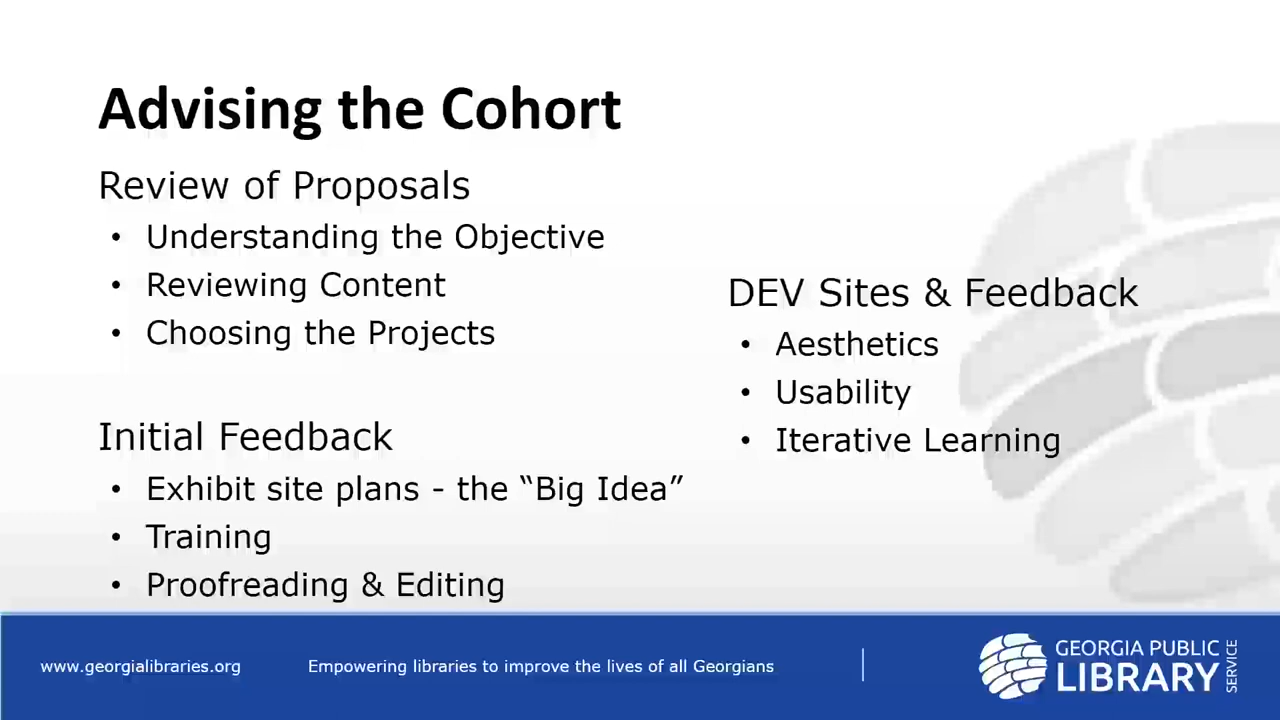 Advising the Cohort
Review of Proposals
• Understanding the Objective
• Reviewing Content
• Choosing the Projects
Initial Feedback
• Exhibit site plans - the “Big Idea”
• Training
• Proofreading & Editing
DEV Sites & Feedback
• Aesthetics
• Usability
• Iterative Learning
www.georgialibraries.org
Empowering libraries to improve the lives of all Georgians
GEORGIA PUBLIC
LIBRARY
SERVICE